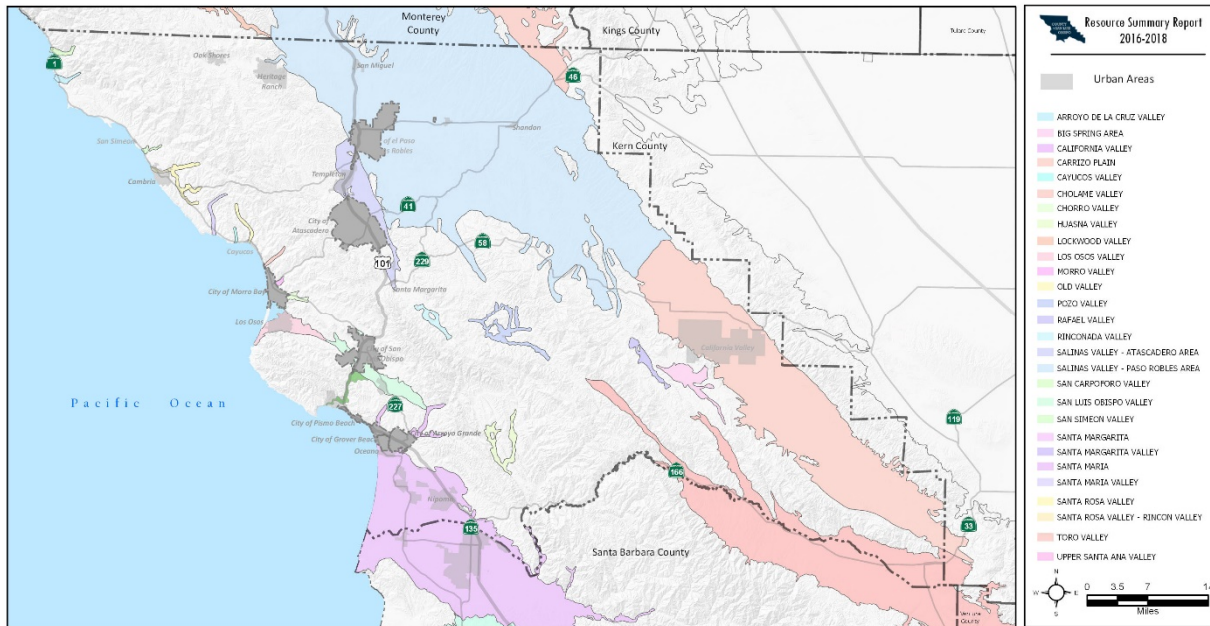 Monterey
County
Kings County
Tulare County
1
Oak Shores
San Miguel
Heritage
Ranch
46
Shandon
of el Paso
Robles
San Simeon
Kern County
Cambria
Templeton
City of
Atascadero
41
58
Cayucos
101
229
Santa Margarita
City of Morro Bay
Los Osos
City of San
Obispo
California Valley
Pacific Ocean
227
119
City of Pismo Beach
City of Arroyo Grande
City of Grover Beach
Oceano
166
Nipomo
135
33
Santa Barbara County
Ventura
County
Resource Summary Report
2016-2018
Urban Areas
ARROYO DE LA CRUZ VALLEY
BIG SPRING AREA
CALIFORNIA VALLEY
CARRIZO PLAIN
CAYUCOS VALLEY
CHOLAME VALLEY
CHORRO VALLEY
HUASNA VALLEY
LOCKWOOD VALLEY
LOS OSOS VALLEY
MORRO VALLEY
OLD VALLEY
POZO VALLEY
RAFAEL VALLEY
RINCONADA VALLEY
SALINAS VALLEY - ATASCADERO AREA
SALINAS VALLEY - PASO ROBLES AREA
SAN CARPOFORO VALLEY
SAN LUIS OBISPO VALLEY
SAN SIMEON VALLEY
SANTA MARGARITA
SANTA MARGARITA VALLEY
SANTA MARIA
SANTA MARIA VALLEY
SANTA ROSA VALLEY
SANTA ROSA VALLEY - RINCON VALLEY
TORO VALLEY
UPPER SANTA ANA VALLEY
N
W E
S
0 3.5 7
Miles